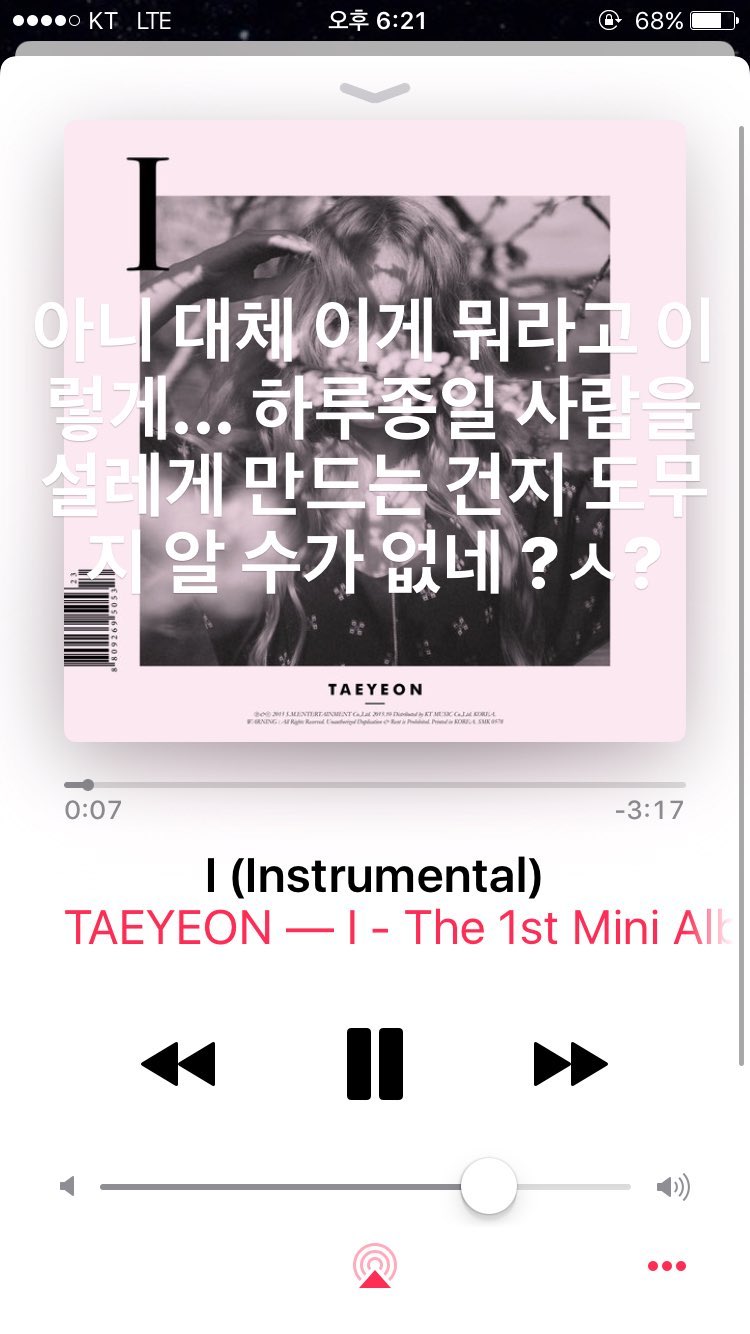 KT LTE 오후 6:21 68%
I
아니 대체 이게 뭐라고 이
렇게... 하루종일 사람을
설레게 만드는 건지 도무
지 알 수가 없네 ?ㅅ?
TAEYEON
0:07 -3:17
I (Instrumental)
TAEYEON — I - The 1st Mini Alb